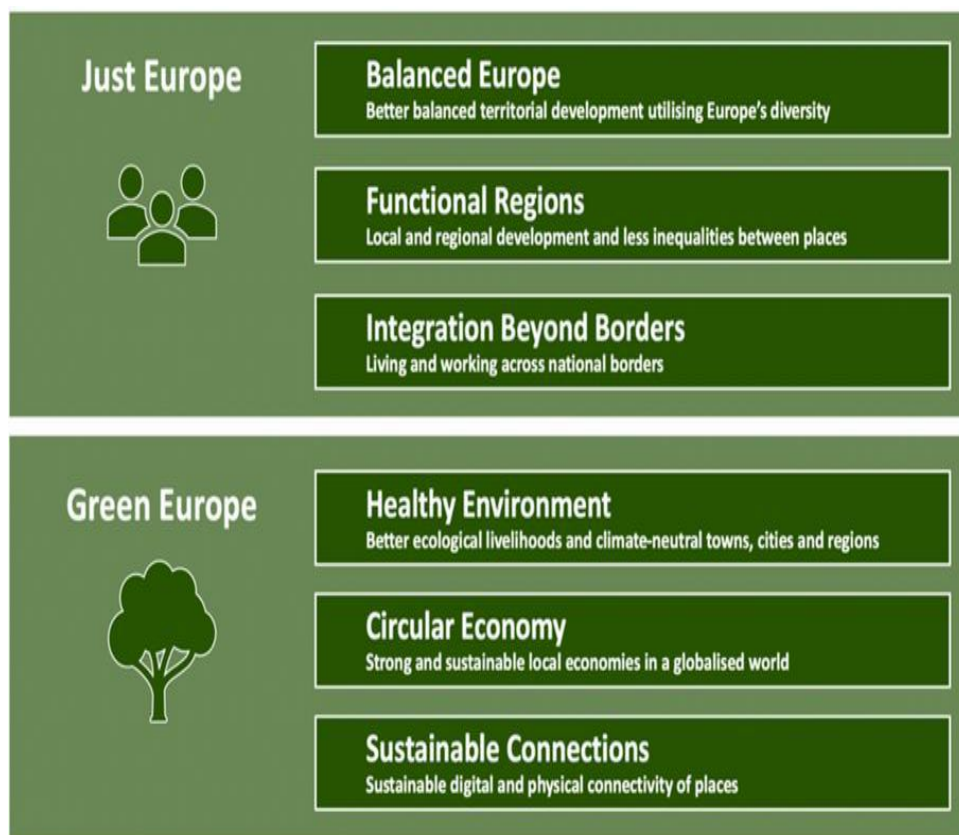 Just Europe
Balanced Europe
Better balanced territorial development utilising Europe's diversity
Functional Regions
Local and regional development and less inequalities between places
Integration Beyond Borders
Living and working across national borders
Green Europe
Healthy Environment
Better ecological livelihoods and climate-neutral towns, cities and regions
Circular Economy
Strong and sustainable local economies in a globalised world
Sustainable Connections
Sustainable digital and physical connectivity of places